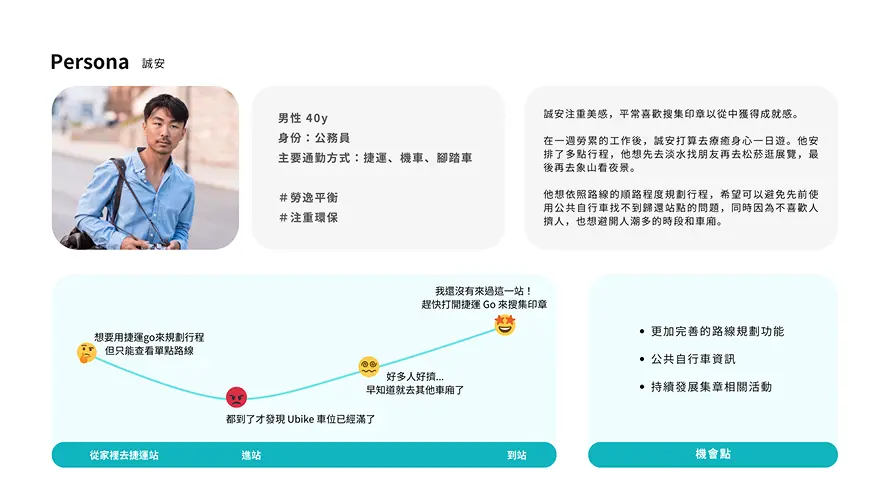 Persona 誠安
男性 40y
身份：公務員
主要通勤方式：捷運、機車、腳踏車
＃勞逸平衡
＃注重環保
誠安注重美感，平常喜歡搜集印章以從中獲得成就感。
在一週勞累的工作後，誠安打算去療癒身心一日遊。他安
排了多點行程，他想先去淡水找朋友再去松菸逛展覽，最
後再去象山看夜景。
他想依照路線的順路程度規劃行程，希望可以避免先前使
用公共自行車找不到歸還站點的問題，同時因為不喜歡人
擠人，也想避開人潮多的時段和車廂。
想要用捷運go來規劃行程
但只能查看單點路線
都到了才發現 Ubike 車位已經滿了
好多人好擠...
早知道就去其他車廂了
我還沒有來過這一站！
趕快打開捷運 Go 來搜集印章
從家裡去捷運站
進站
到站
• 更加完善的路線規劃功能
• 公共自行車資訊
• 持續發展集章相關活動
機會點